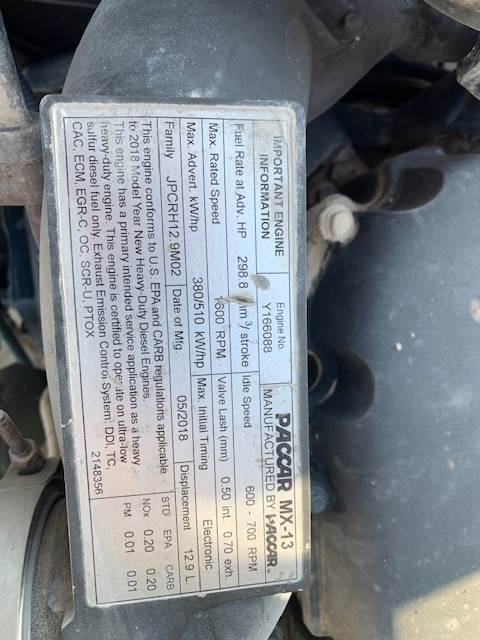 IMPORTANT ENGINE INFORMATION
Engine No
Y166088
PACCAR MX-13
MANUFACTURED BY PACCAR
Fuel Rate at Adv. HP 298.8 mm³/ stroke
Idle Speed 600 - 700 RPM
Max. Rated Speed 1600 RPM
Valve Lash (mm) 0.50 int. 0.70 exh.
Max. Advert. kW/hp 380/510 kW/hp
Max. Initial Timing Electronic
Family JPCRH12.9M02
Date of Mfg 05/2018
Displacement 12.9 L.
This engine conforms to U.S. EPA and CARB regulations applicable
to 2018 Model Year New Heavy-Duty Diesel Engines.
This engine has a primary intended service application as a heavy
heavy-duty engine. This engine is certified to operate on ultra-low
sulfur diesel fuel only. Exhaust Emission Control System: DDI, TC,
CAC, ECM, EGR-C, OC, SCR-U, PTOX
2148356
STD EPA CARB
NOx 0.20 0.20
PM 0.01 0.01